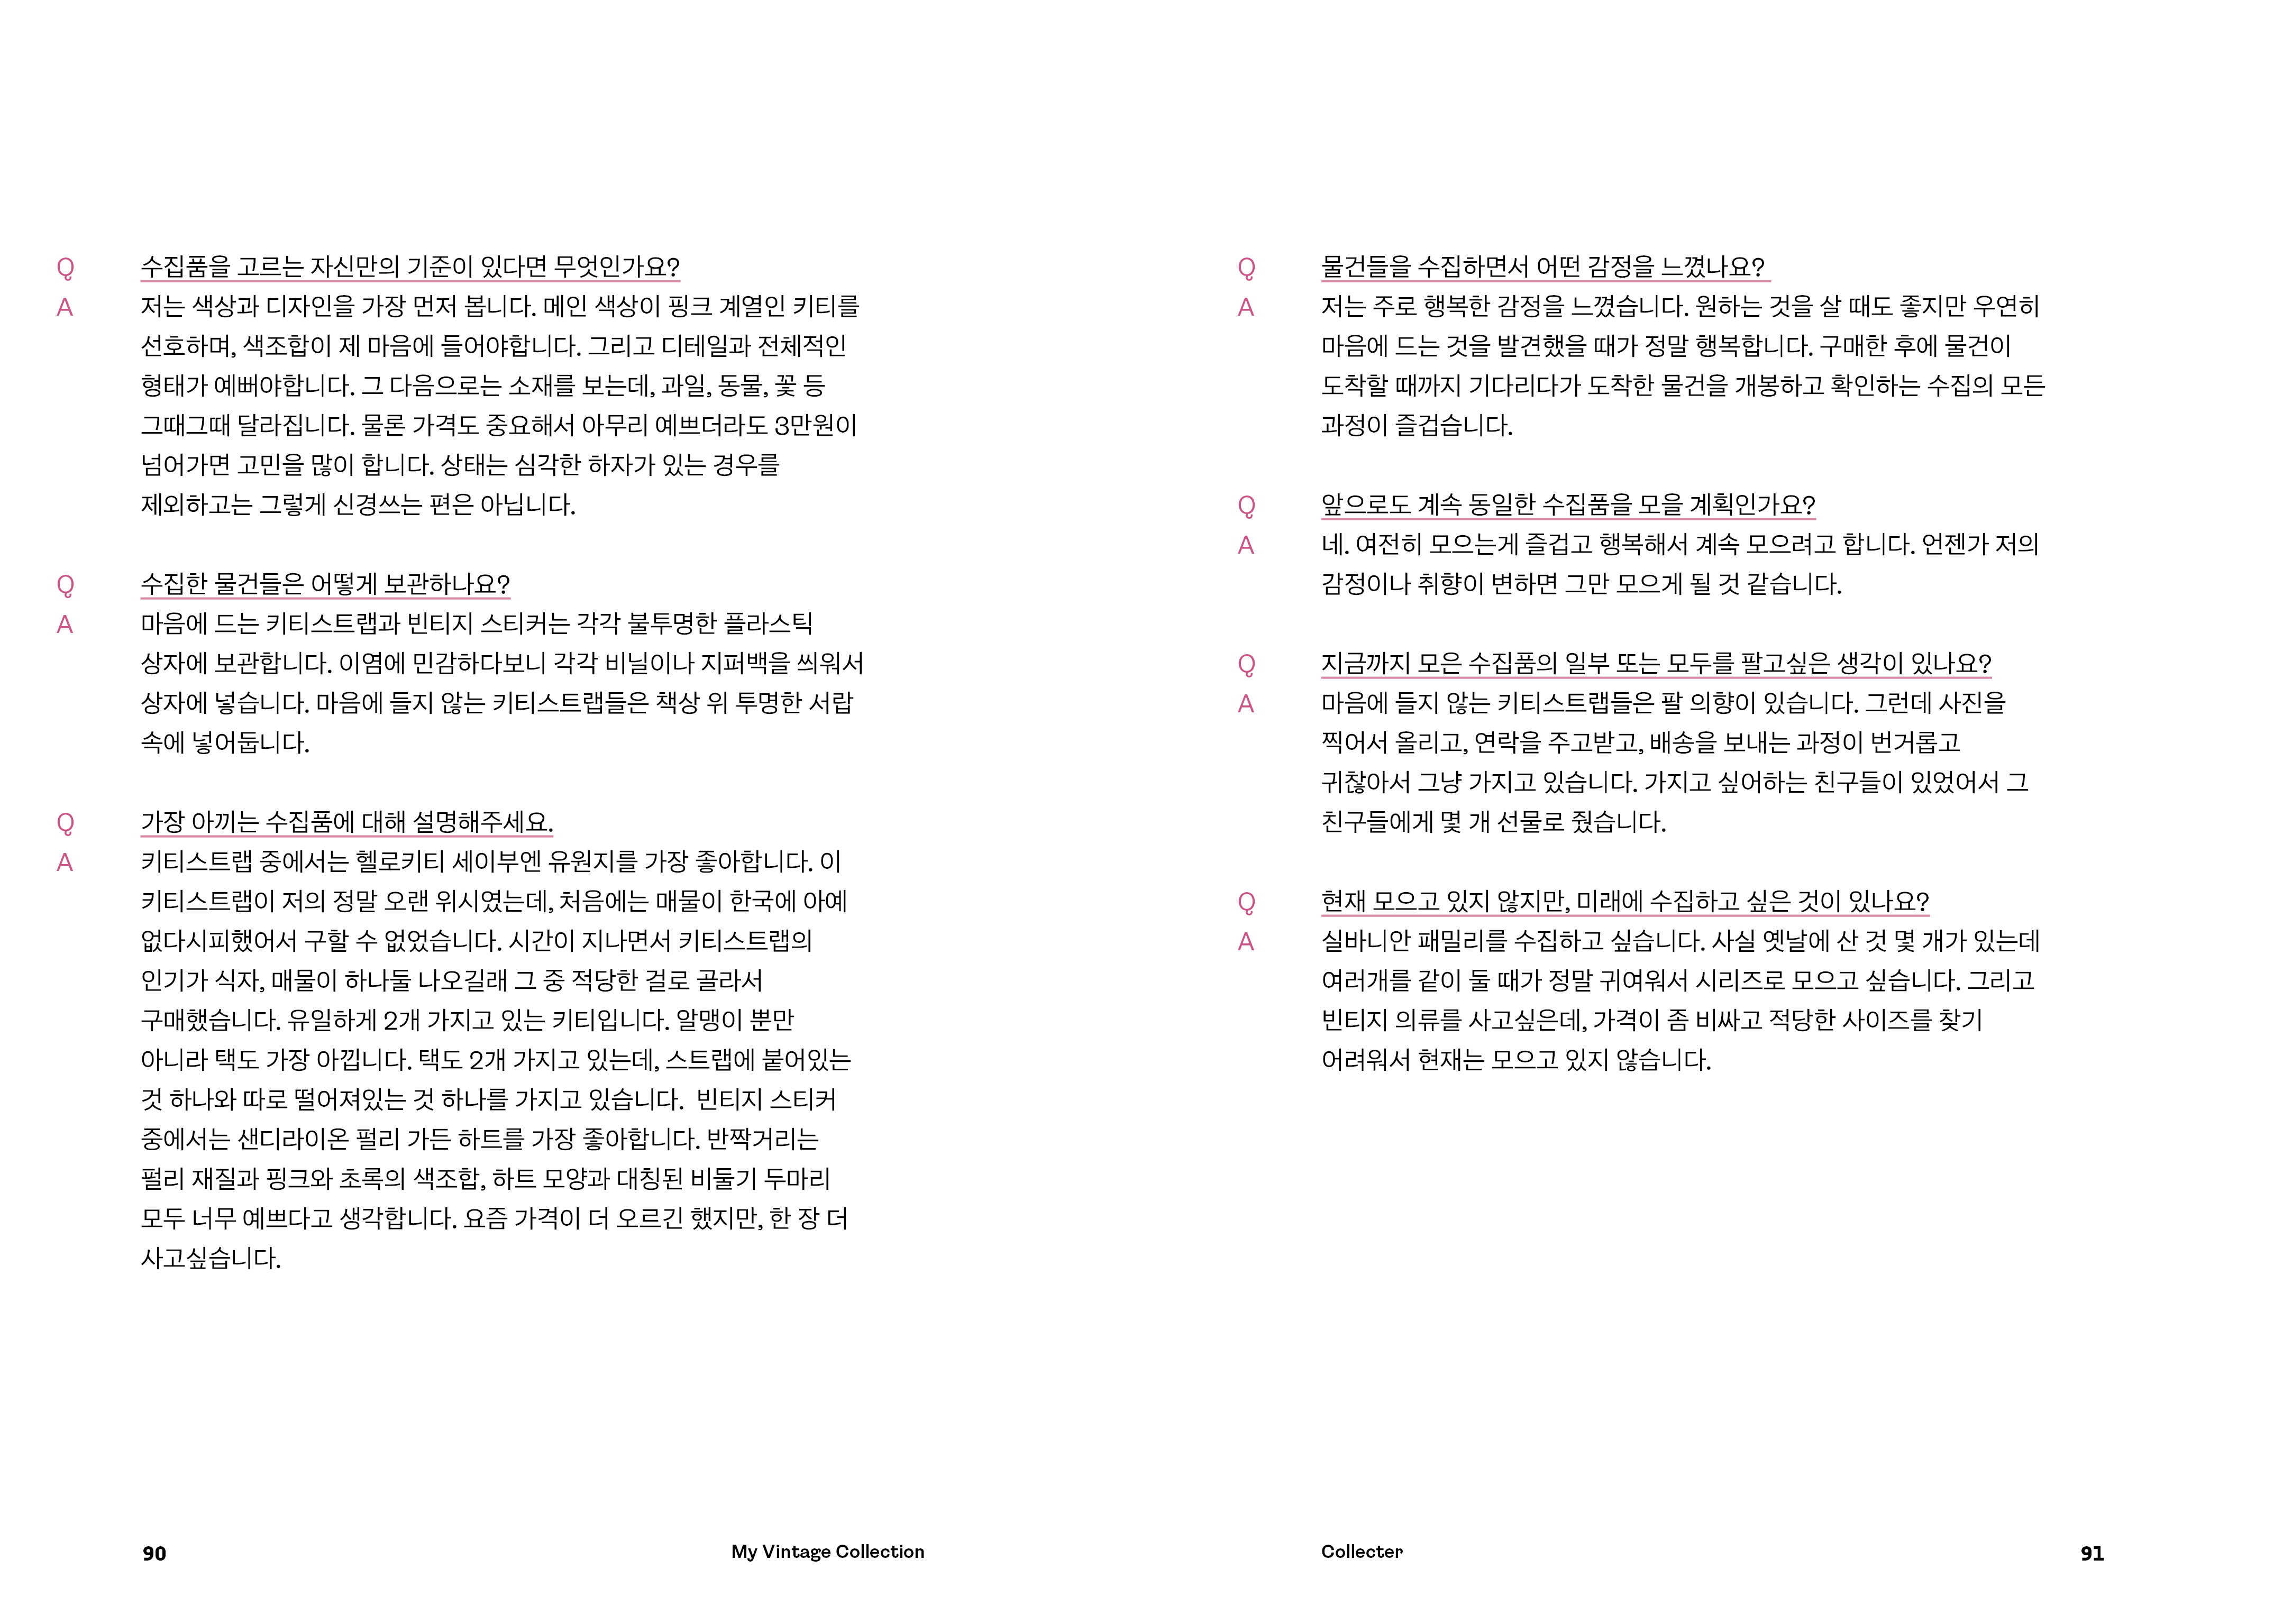 Q 수집품을 고르는 자신만의 기준이 있다면 무엇인가요?
A 저는 색상과 디자인을 가장 먼저 봅니다. 메인 색상이 핑크 계열인 키티를
선호하며, 색조합이 제 마음에 들어야합니다. 그리고 디테일과 전체적인
형태가 예뻐야합니다. 그 다음으로는 소재를 보는데, 과일, 동물, 꽃 등
그때그때 달라집니다. 물론 가격도 중요해서 아무리 예쁘더라도 3만원이
넘어가면 고민을 많이 합니다. 상태는 심각한 하자가 있는 경우를
제외하고는 그렇게 신경쓰는 편은 아닙니다.
Q 수집한 물건들은 어떻게 보관하나요?
A 마음에 드는 키티스트랩과 빈티지 스티커는 각각 불투명한 플라스틱
상자에 보관합니다. 이염에 민감하다보니 각각 비닐이나 지퍼백을 씌워서
상자에 넣습니다. 마음에 들지 않는 키티스트랩들은 책상 위 투명한 서랍
속에 넣어둡니다.
Q 가장 아끼는 수집품에 대해 설명해주세요.
A 키티스트랩 중에서는 헬로키티 세이부엔 유원지를 가장 좋아합니다. 이
키티스트랩이 저의 정말 오랜 위시였는데, 처음에는 매물이 한국에 아예
없다시피했어서 구할 수 없었습니다. 시간이 지나면서 키티스트랩의
인기가 식자, 매물이 하나둘 나오길래 그 중 적당한 걸로 골라서
구매했습니다. 유일하게 2개 가지고 있는 키티입니다. 알맹이 뿐만
아니라 택도 가장 아낍니다. 택도 2개 가지고 있는데, 스트랩에 붙어있는
것 하나와 따로 떨어져있는 것 하나를 가지고 있습니다. 빈티지 스티커
중에서는 샌디라이온 펄리 가든 하트를 가장 좋아합니다. 반짝거리는
펄리 재질과 핑크와 초록의 색조합, 하트 모양과 대칭된 비둘기 두마리
모두 너무 예쁘다고 생각합니다. 요즘 가격이 더 오르긴 했지만, 한 장 더
사고싶습니다.
90
My Vintage Collection
Q 물건들을 수집하면서 어떤 감정을 느꼈나요?
A 저는 주로 행복한 감정을 느꼈습니다. 원하는 것을 살 때도 좋지만 우연히
마음에 드는 것을 발견했을 때가 정말 행복합니다. 구매한 후에 물건이
도착할 때까지 기다리다가 도착한 물건을 개봉하고 확인하는 수집의 모든
과정이 즐겁습니다.
Q 앞으로도 계속 동일한 수집품을 모을 계획인가요?
A 네. 여전히 모으는게 즐겁고 행복해서 계속 모으려고 합니다. 언젠가 저의
감정이나 취향이 변하면 그만 모으게 될 것 같습니다.
Q 지금까지 모은 수집품의 일부 또는 모두를 팔고싶은 생각이 있나요?
A 마음에 들지 않는 키티스트랩들은 팔 의향이 있습니다. 그런데 사진을
찍어서 올리고, 연락을 주고받고, 배송을 보내는 과정이 번거롭고
귀찮아서 그냥 가지고 있습니다. 가지고 싶어하는 친구들이 있었어서 그
친구들에게 몇 개 선물로 줬습니다.
Q 현재 모으고 있지 않지만, 미래에 수집하고 싶은 것이 있나요?
A 실바니안 패밀리를 수집하고 싶습니다. 사실 옛날에 산 것 몇 개가 있는데
여러개를 같이 둘 때가 정말 귀여워서 시리즈로 모으고 싶습니다. 그리고
빈티지 의류를 사고싶은데, 가격이 좀 비싸고 적당한 사이즈를 찾기
어려워서 현재는 모으고 있지 않습니다.
Collecter
91